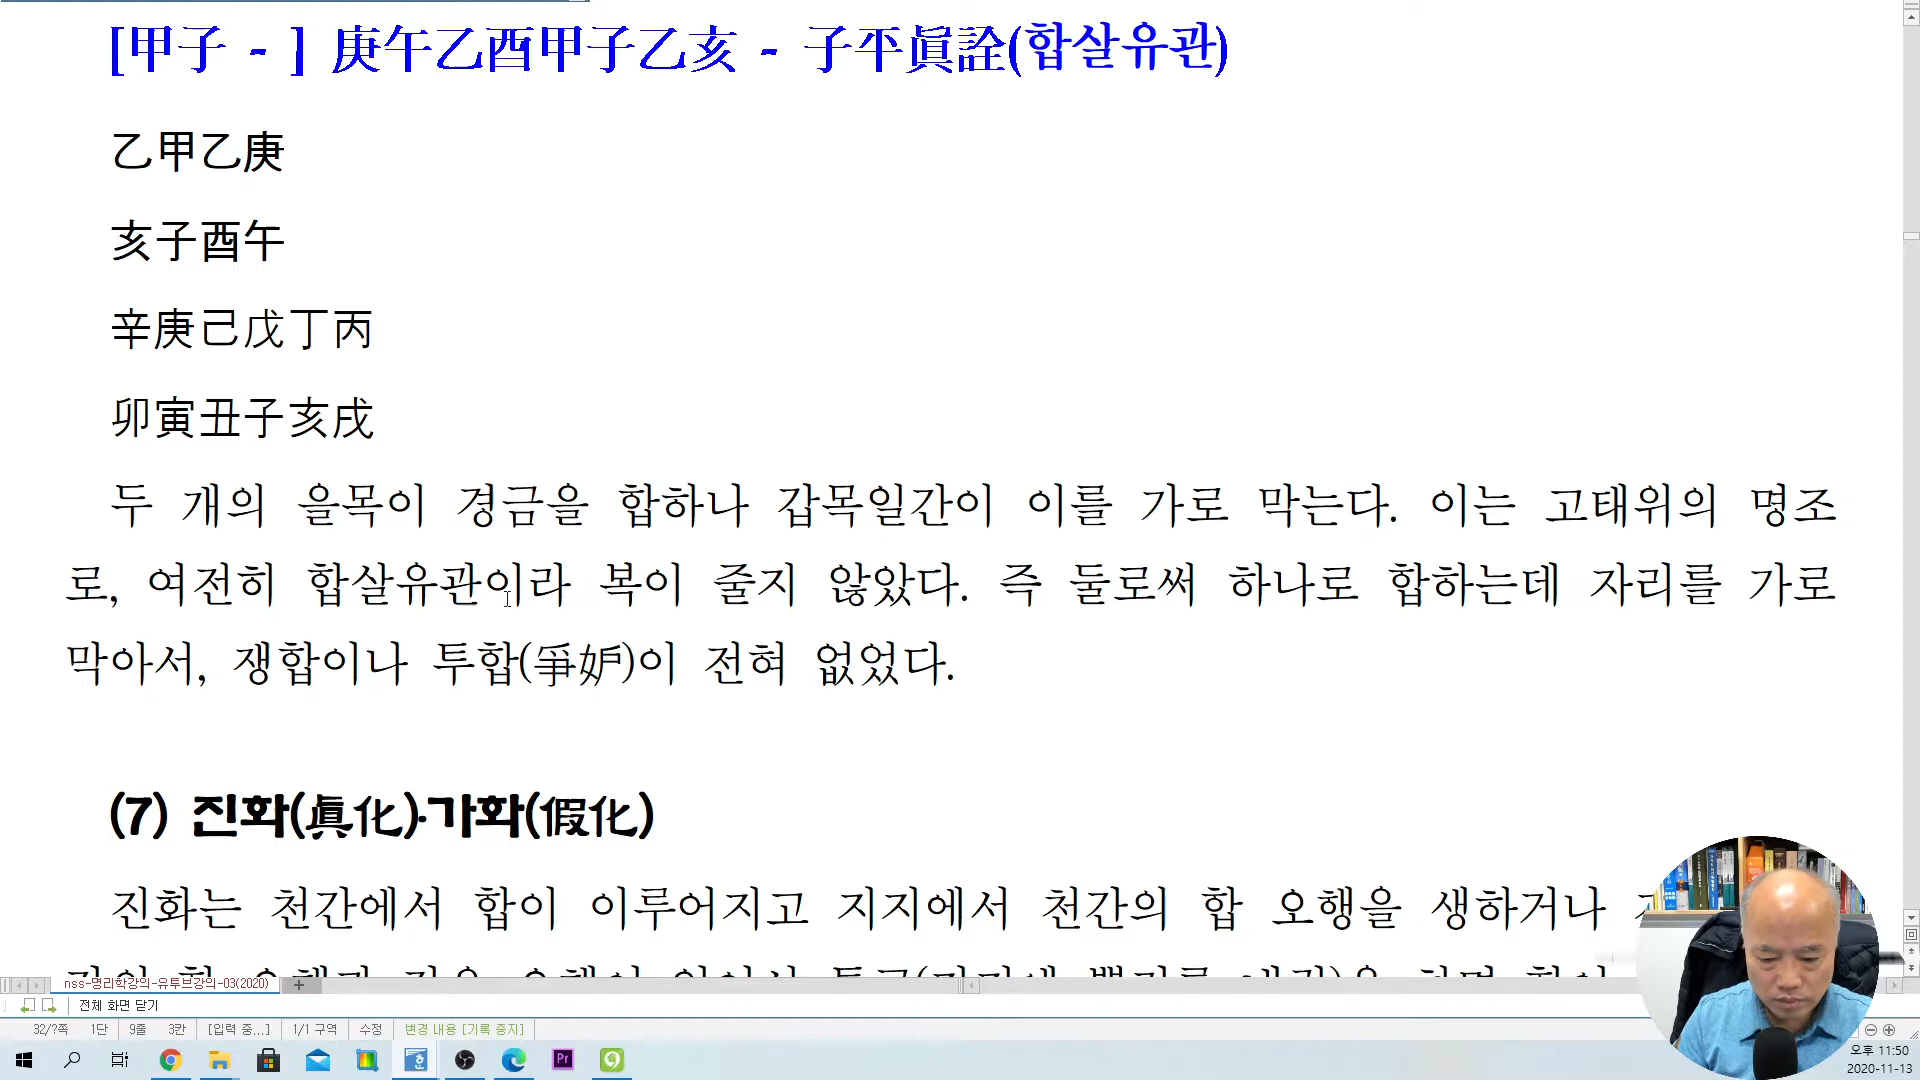 [甲子 - ] 庚午乙酉甲子乙亥 - 子平眞詮(합살유관)
乙甲乙庚
亥子酉午
辛庚己戊丁丙
卯寅丑子亥戌
두 개의 을목이 경금을 합하나 갑목일간이 이를 가로 막는다. 이는 고태위의 명조
로, 여전히 합살유관이라 복이 줄지 않았다. 즉 둘로써 하나로 합하는데 자리를 가로
막아서, 쟁합이나 투합(爭妒)이 전혀 없었다.
(7) 진화(眞化)·가화(假化)
진화는 천간에서 합이 이루어지고 지지에서 천간의 합 오행을 생하거나
nss-명리학강의-유투브강의-03(2020)
전체 화면 닫기
32/?쪽 1단 9줄 3칸 [입력 중...] 1/1 구역 수정 변경 내용 [기록 중지]
오후 11:50
2020-11-13